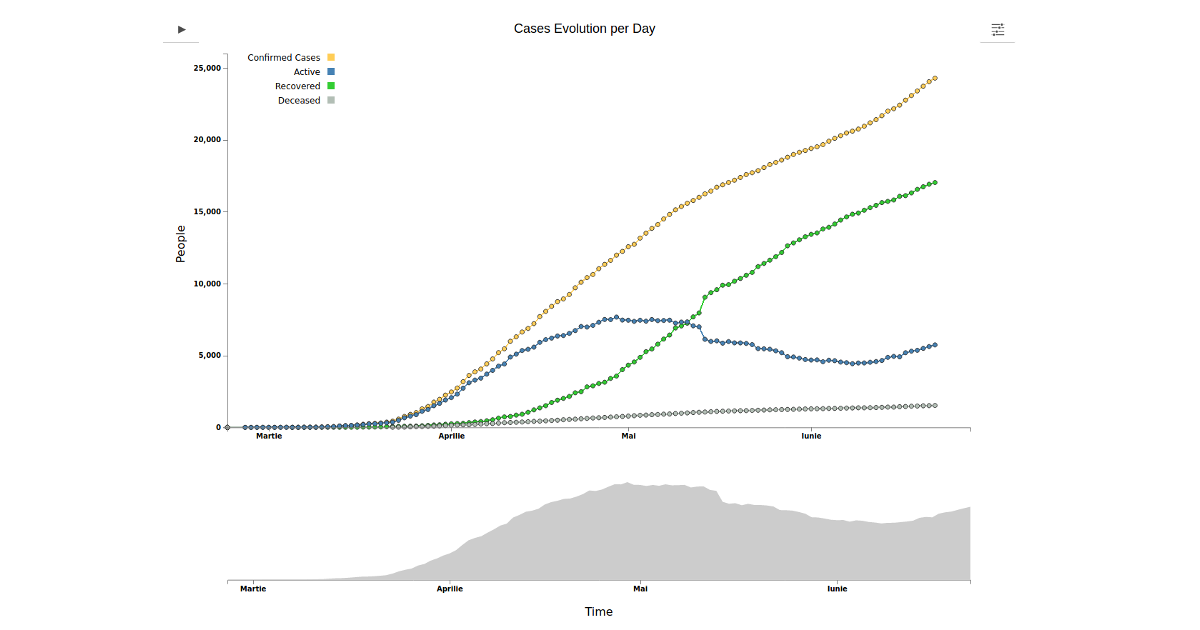 Cases Evolution per Day
Confirmed Cases
Active
Recovered
Deceased
People
25,000
20,000
15,000
10,000
5,000
0
Martie Aprilie Mai Iunie
Martie Aprilie Mai Iunie
Time